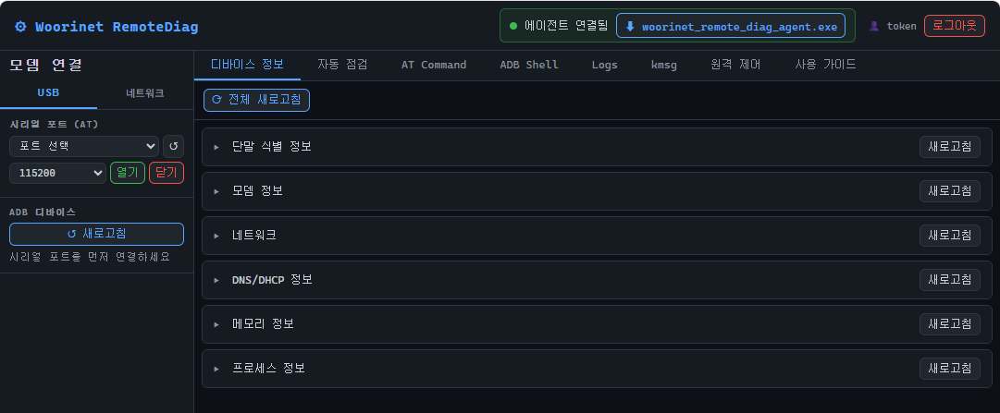 Woorinet RemoteDiag
에이전트 연결됨 woorinet_remote_diag_agent.exe
token 로그아웃
모뎀 연결
USB 네트워크
시리얼 포트 (AT)
포트 선택
115200 열기 닫기
ADB 디바이스
새로고침
시리얼 포트를 먼저 연결하세요
디바이스 정보 자동 점검 AT Command ADB Shell Logs kmsg 원격 제어 사용 가이드
전체 새로고침
단말 식별 정보 새로고침
모뎀 정보 새로고침
네트워크 새로고침
DNS/DHCP 정보 새로고침
메모리 정보 새로고침
프로세스 정보 새로고침